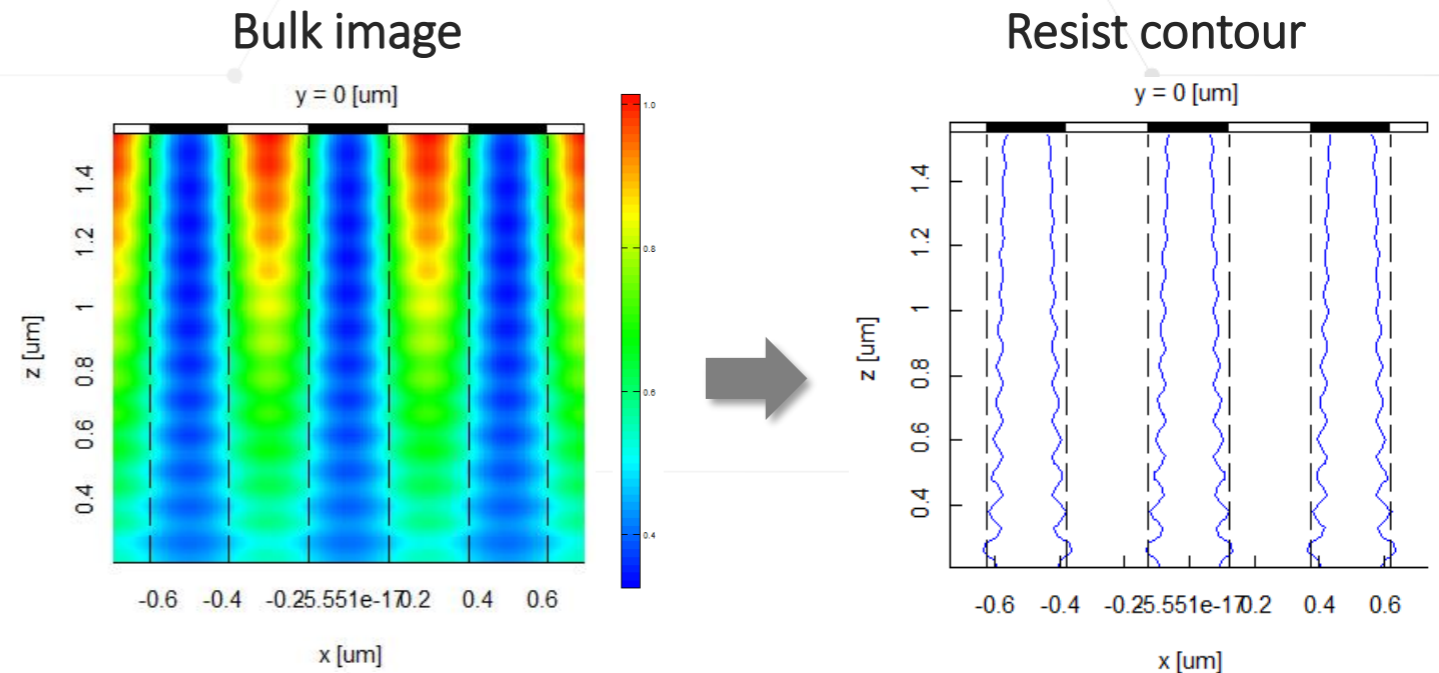 Bulk image
Resist contour
y = 0 [um]
y = 0 [um]
1.0
0.8
0.6
0.4
z [um]
1.4
1.2
1
0.8
0.6
0.4
-0.6 -0.4 -0.25.551e-170.2 0.4 0.6
x [um]
z [um]
1.4
1.2
1
0.8
0.6
0.4
-0.6 -0.4 -0.25.551e-170.2 0.4 0.6
x [um]